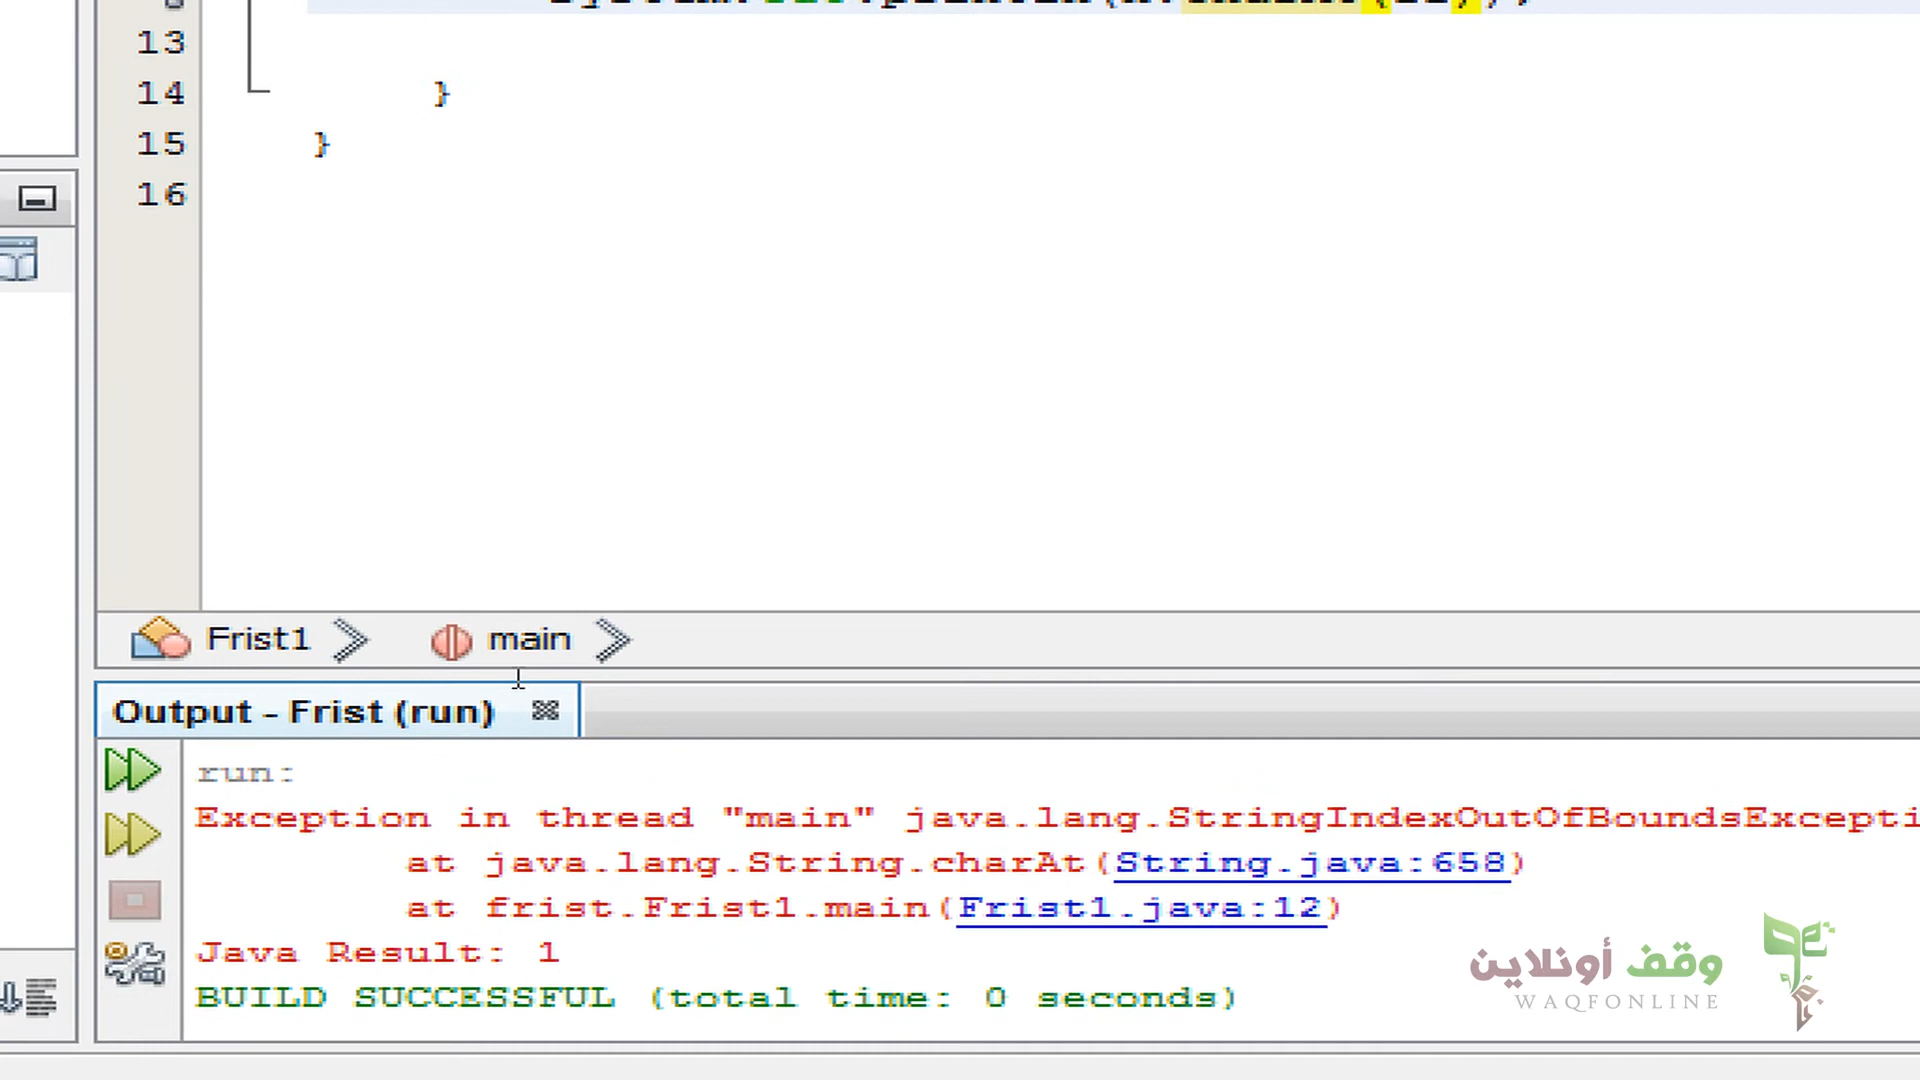 13
14 }
15 }
16
Frist1 main
Output - Frist (run)
run:
Exception in thread "main" java.lang.StringIndexOutOfBoundsExcepti
at java.lang.String.charAt(String.java:658)
at frist.Frist1.main(Frist1.java:12)
Java Result: 1
BUILD SUCCESSFUL (total time: 0 seconds)
وقف أونلاين
WAQFONLINE